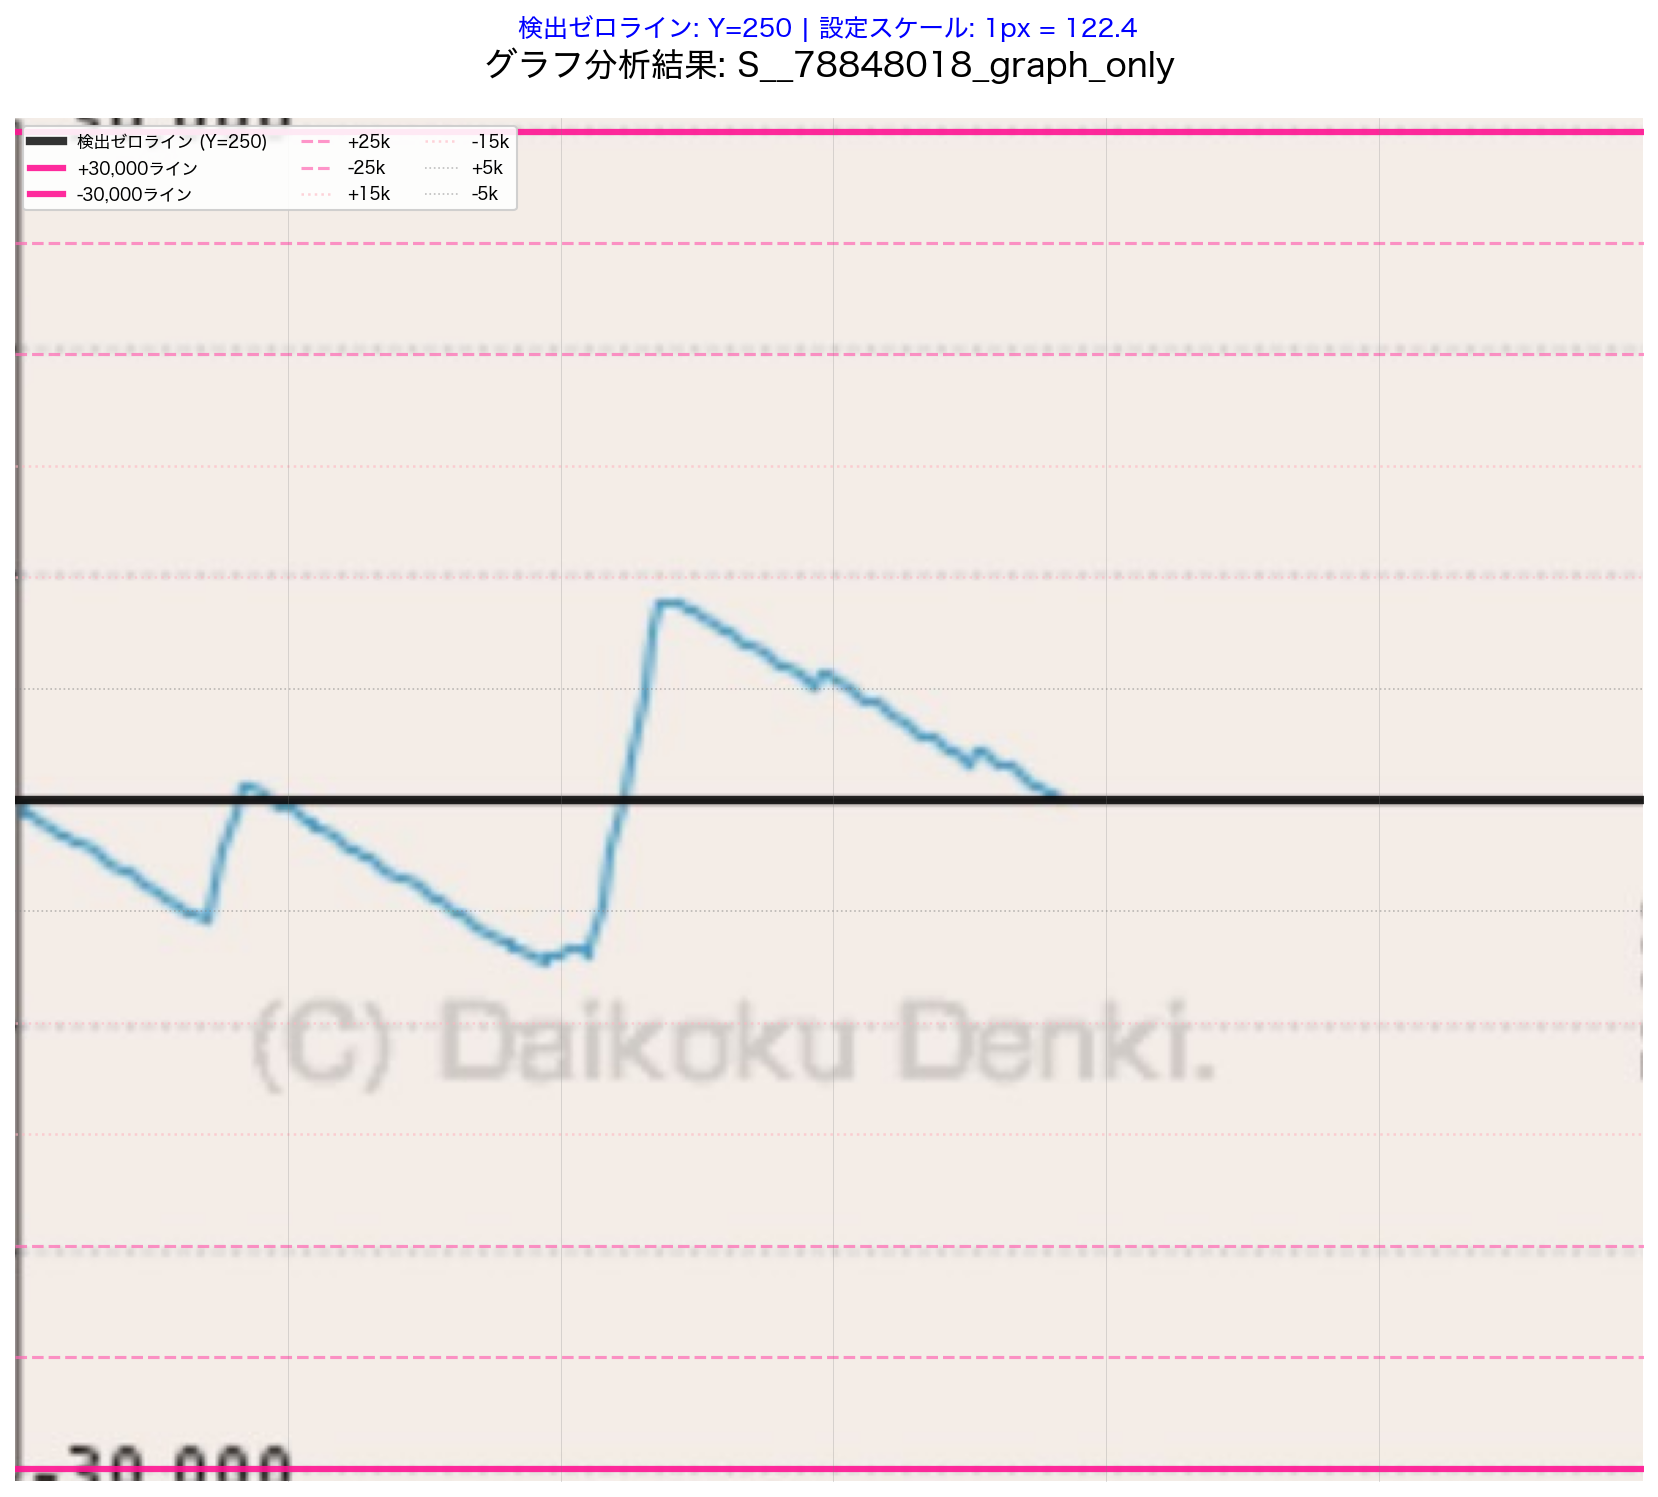 検出ゼロライン: Y=250 | 設定スケール: 1px = 122.4
グラフ分析結果: S__78848018_graph_only
検出ゼロライン (Y=250)
+30,000ライン
-30,000ライン
+25k
-25k
+15k
-15k
+5k
-5k
(C) Daikoku Denki.
-30,000